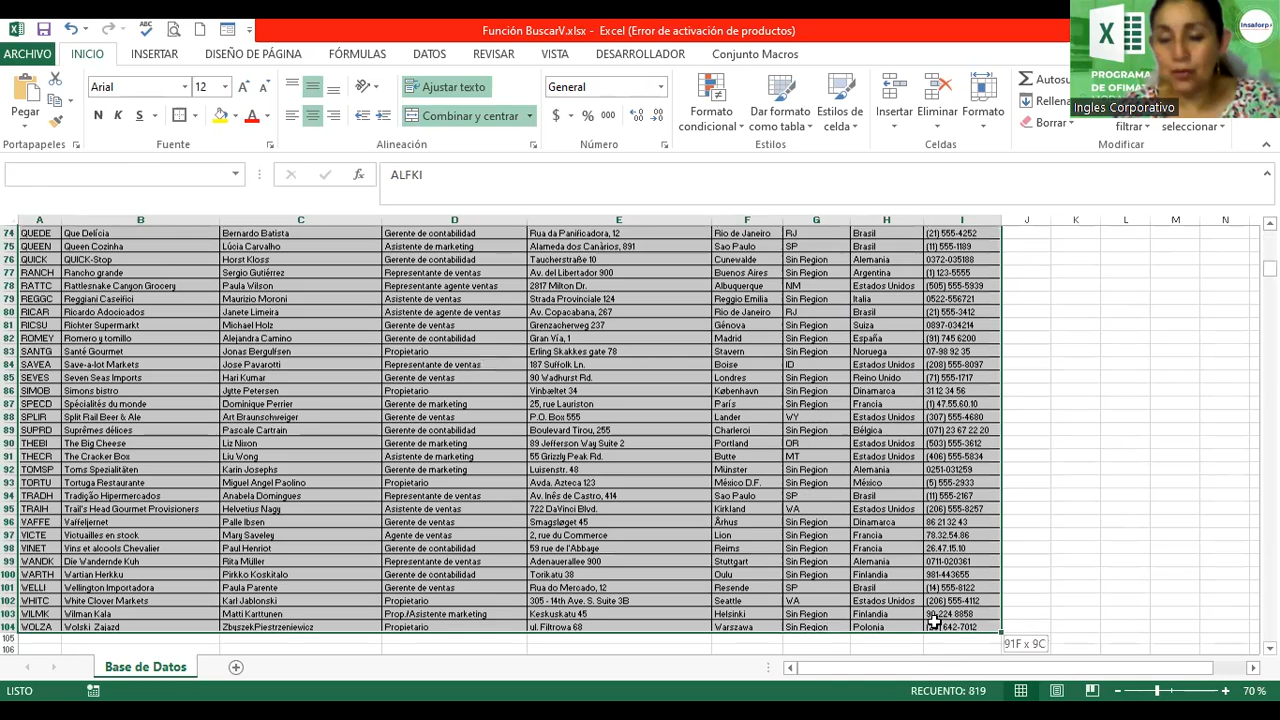 Función BuscarV.xlsx - Excel (Error de activación de productos)
ARCHIVO INICIO INSERTAR DISEÑO DE PÁGINA FÓRMULAS DATOS REVISAR VISTA DESARROLLADOR Conjunto Macros
Insaforp
PROGRAMA
DE OFIMA
Ingles Corporativo
Pegar
Arial 12
N K S
Ajustar texto
Combinar y centrar
General
$ % 000
Formato condicional
Dar formato como tabla
Estilos de celda
Insertar Eliminar Formato
Autosu
Rellena
Borrar
filtrar seleccionar
Portapapeles Fuente Alineación Número Estilos Celdas Modificar
ALFKI
A B C D E F G H I J K L M N
74 QUEDE Que Delícia Bernardo Batista Gerente de contabilidad Rua da Panificadora, 12 Rio de Janeiro RJ Brasil (21) 555-4252
75 QUEEN Queen Cozinha Lúcia Carvalho Asistente de marketing Alameda dos Canàrios, 891 Sao Paulo SP Brasil (11) 555-1189
76 QUICK QUICK-Stop Horst Kloss Gerente de contabilidad Taucherstraße 10 Cunewalde Sin Region Alemania 0372-035188
77 RANCH Rancho grande Sergio Gutiérrez Representante de ventas Av. del Libertador 900 Buenos Aires Sin Region Argentina (1) 123-5555
78 RATTC Rattlesnake Canyon Grocery Paula Wilson Representante agente ventas 2817 Milton Dr. Albuquerque NM Estados Unidos (505) 555-5939
79 REGGC Reggiani Caseifici Maurizio Moroni Asistente de ventas Strada Provinciale 124 Reggio Emilia Sin Region Italia 0522-556721
80 RICAR Ricardo Adocicados Janete Limeira Asistente de agente de ventas Av. Copacabana, 267 Rio de Janeiro RJ Brasil (21) 555-3412
81 RICSU Richter Supermarkt Michael Holz Gerente de ventas Grenzacherweg 237 Génova Sin Region Suiza 0897-034214
82 ROMEY Romero y tomillo Alejandra Camino Gerente de contabilidad Gran Vía, 1 Madrid Sin Region España (91) 745 6200
83 SANTG Santé Gourmet Jonas Bergulfsen Propietario Erling Skakkes gate 78 Stavern Sin Region Noruega 07-98 92 35
84 SAVEA Save-a-lot Markets Jose Pavarotti Representante de ventas 187 Suffolk Ln. Boise ID Estados Unidos (208) 555-8097
85 SEVES Seven Seas Imports Hari Kumar Gerente de ventas 90 Wadhurst Rd. Londres Sin Region Reino Unido (71) 555-1717
86 SIMOB Simons bistro Jytte Petersen Propietario Vinbæltet 34 København Sin Region Dinamarca 31 12 34 56
87 SPECD Spécialités du monde Dominique Perrier Gerente de marketing 25, rue Lauriston París Sin Region Francia (1) 47.55.60.10
88 SPLIR Split Rail Beer & Ale Art Braunschweiger Gerente de ventas P.O. Box 555 Lander WY Estados Unidos (307) 555-4680
89 SUPRD Suprêmes délices Pascale Cartrain Gerente de contabilidad Boulevard Tirou, 255 Charleroi Sin Region Bélgica (071) 23 67 22 20
90 THEBI The Big Cheese Liz Nixon Gerente de marketing 89 Jefferson Way Suite 2 Portland OR Estados Unidos (503) 555-3612
91 THECR The Cracker Box Liu Wong Asistente de marketing 55 Grizzly Peak Rd. Butte MT Estados Unidos (406) 555-5834
92 TOMSP Toms Spezialitäten Karin Josephs Gerente de marketing Luisenstr. 48 Münster Sin Region Alemania 0251-031259
93 TORTU Tortuga Restaurante Miguel Angel Paolino Propietario Avda. Azteca 123 México D.F. Sin Region México (5) 555-2933
94 TRADH Tradição Hipermercados Anabela Domingues Representante de ventas Av. Inês de Castro, 414 Sao Paulo SP Brasil (11) 555-2167
95 TRAIH Trail's Head Gourmet Provisioners Helvetius Nagy Asistente de ventas 722 DaVinci Blvd. Kirkland WA Estados Unidos (206) 555-8257
96 VAFFE Vaffeljernet Palle Ibsen Gerente de ventas Smagsløget 45 Århus Sin Region Dinamarca 86 21 32 43
97 VICTE Victuailles en stock Mary Saveley Agente de ventas 2, rue du Commerce Lion Sin Region Francia 78.32.54.86
98 VINET Vins et alcools Chevalier Paul Henriot Gerente de contabilidad 59 rue de l'Abbaye Reims Sin Region Francia 26.47.15.10
99 WANDK Die Wandernde Kuh Rita Müller Representante de ventas Adenauerallee 900 Stuttgart Sin Region Alemania 0711-020361
100 WARTH Wartian Herkku Pirkko Koskitalo Gerente de contabilidad Torikatu 38 Oulu Sin Region Finlandia 981-443655
101 WELLI Wellington Importadora Paula Parente Gerente de ventas Rua do Mercado, 12 Resende SP Brasil (14) 555-8122
102 WHITC White Clover Markets Karl Jablonski Propietario 305 - 14th Ave. S. Suite 3B Seattle WA Estados Unidos (206) 555-4112
103 WILMK Wilman Kala Matti Karttunen Prop./Asistente marketing Keskuskatu 45 Helsinki Sin Region Finlandia 90-224 8858
104 WOLZA Wolski Zajazd ZbyszekPiestrzeniewicz Propietario ul. Filtrowa 68 Warszawa Sin Region Polonia 642-7012
105
106
91F x 9C
Base de Datos
LISTO RECUENTO: 819 70 %